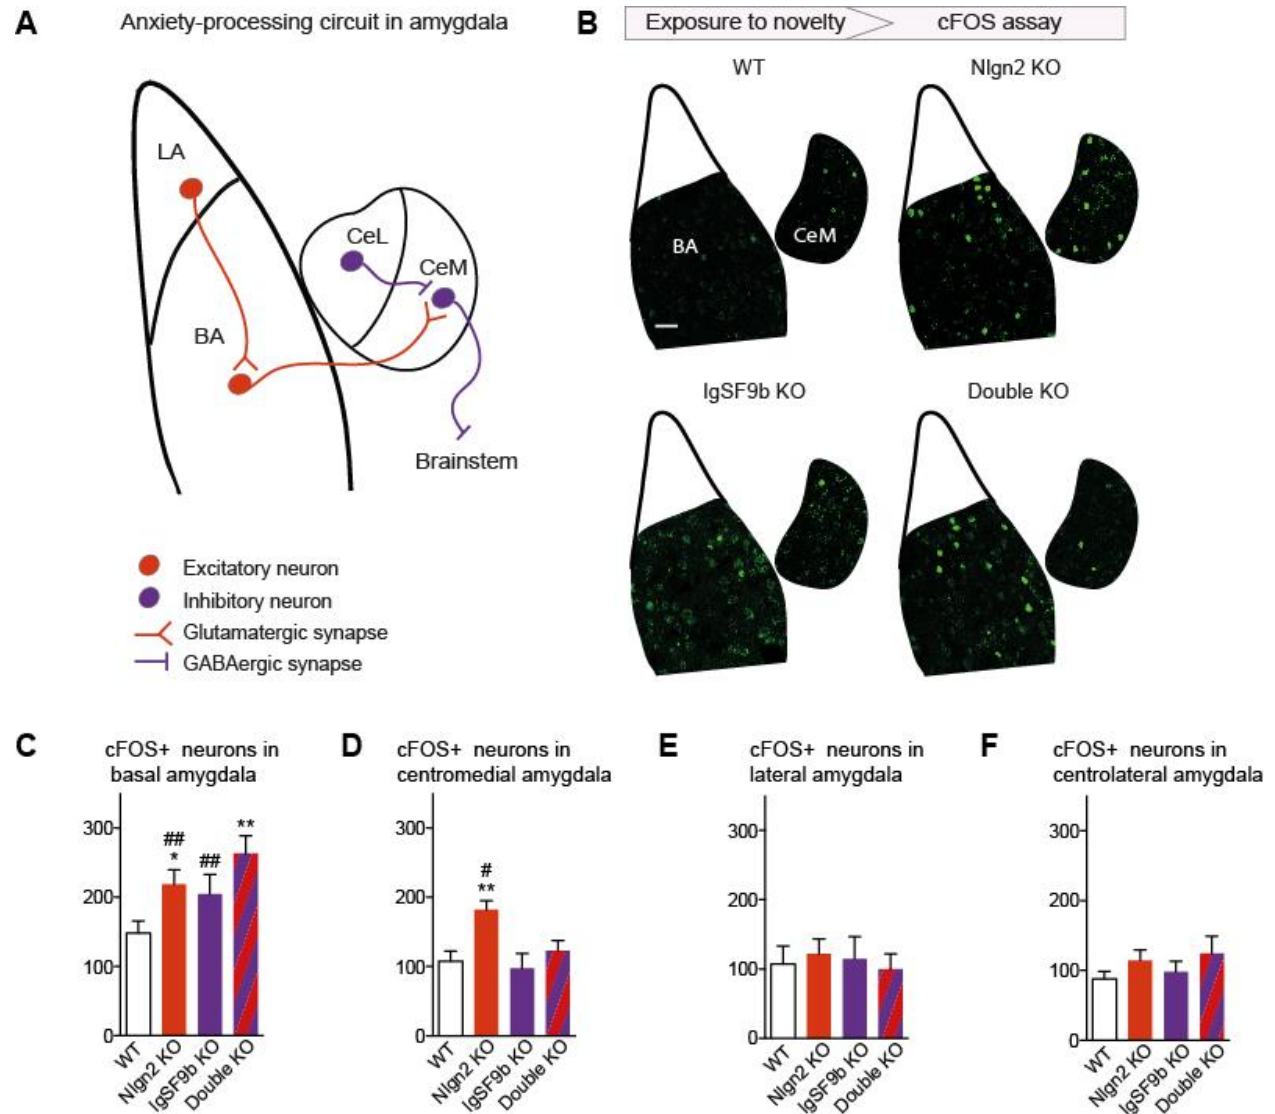 A
Anxiety-processing circuit in amygdala
LA
CeL
CeM
BA
Brainstem
Excitatory neuron
Inhibitory neuron
Glutamatergic synapse
GABAergic synapse
B
Exposure to novelty
cFOS assay
WT
Nlgn2 KO
BA
CeM
IgSF9b KO
Double KO
C
cFOS+ neurons in
basal amygdala
300
200
100
0
##
*
##
**
WT
Nlgn2 KO
IgSF9b KO
Double KO
D
cFOS+ neurons in
centromedial amygdala
300
200
100
0
#
**
WT
Nlgn2 KO
IgSF9b KO
Double KO
E
cFOS+ neurons in
lateral amygdala
300
200
100
0
WT
Nlgn2 KO
IgSF9b KO
Double KO
F
cFOS+ neurons in
centrolateral amygdala
300
200
100
0
WT
Nlgn2 KO
IgSF9b KO
Double KO